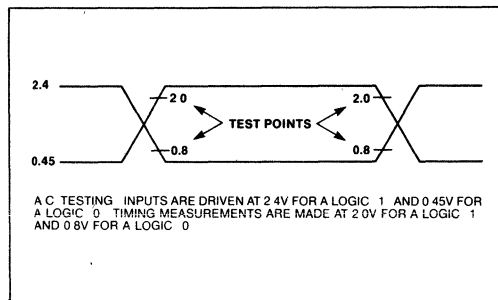 2.4
2 0 2.0
TEST POINTS
0.8 0.8
0.45
A C TESTING INPUTS ARE DRIVEN AT 2 4V FOR A LOGIC 1 AND 0 45V FOR
A LOGIC 0 TIMING MEASUREMENTS ARE MADE AT 2 0V FOR A LOGIC 1
AND 0 8V FOR A LOGIC 0